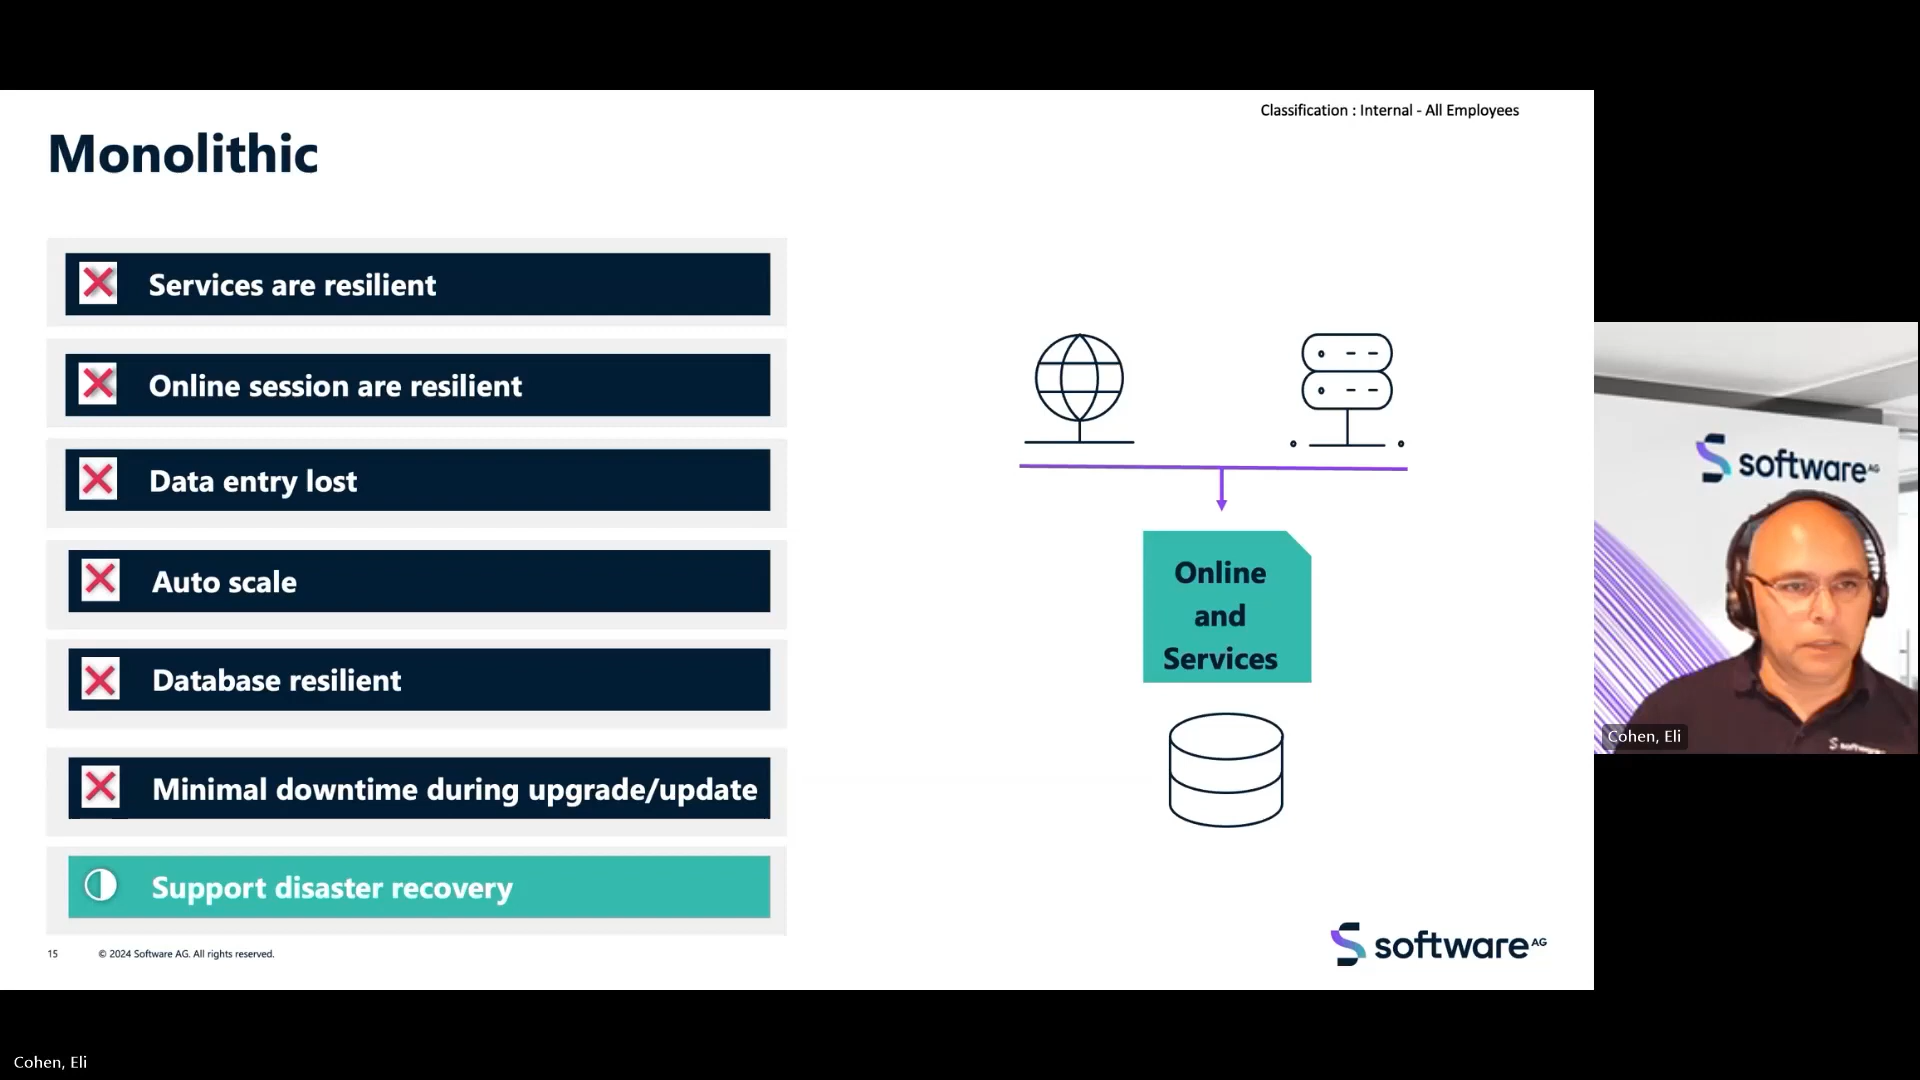 Classification : Internal - All Employees
Monolithic
Services are resilient
Online session are resilient
Data entry lost
Auto scale
Database resilient
Minimal downtime during upgrade/update
Support disaster recovery
Online
and
Services
15
© 2024 Software AG. All rights reserved.
software AG
software AG
Cohen, Eli
Cohen, Eli